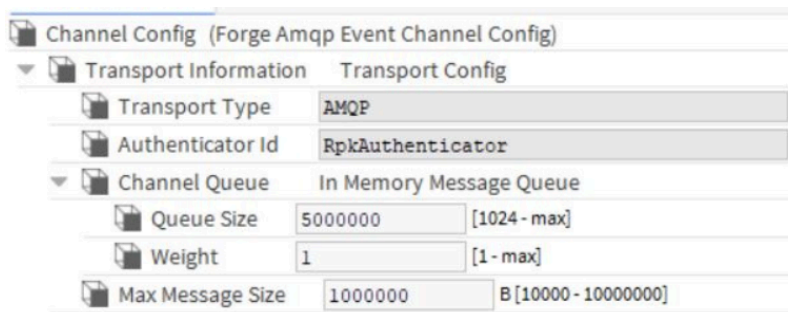 Channel Config (Forge Amqp Event Channel Config)
Transport Information Transport Config
Transport Type AMQP
Authenticator Id RpkAuthenticator
Channel Queue In Memory Message Queue
Queue Size 5000000 [1024 - max]
Weight 1 [1 - max]
Max Message Size 1000000 B [10000 - 10000000]